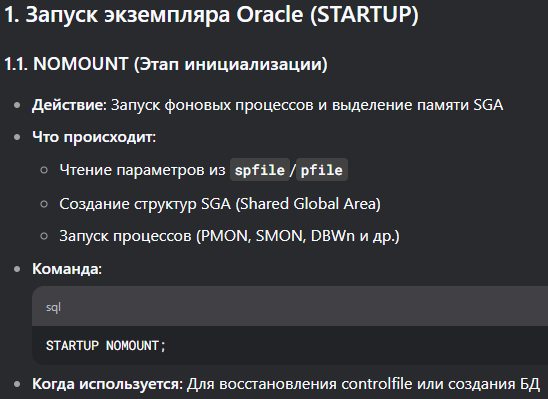 1. Запуск экземпляра Oracle (STARTUP)
1.1. NOMOUNT (Этап инициализации)
Действие: Запуск фоновых процессов и выделение памяти SGA
Что происходит:
Чтение параметров из spfile/pfile
Создание структур SGA (Shared Global Area)
Запуск процессов (PMON, SMON, DBWn и др.)
Команда:
sql
STARTUP NOMOUNT;
Когда используется: Для восстановления controlfile или создания БД